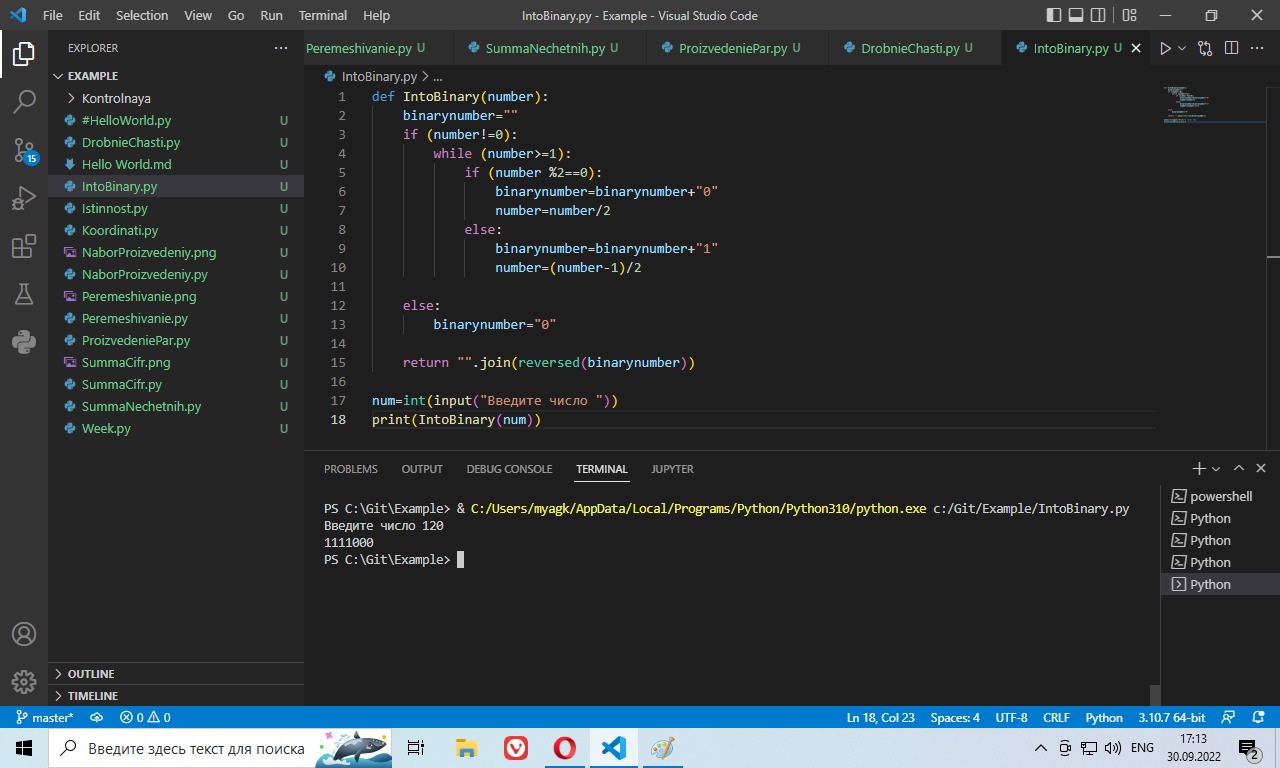 File Edit Selection View Go Run Terminal Help IntoBinary.py - Example - Visual Studio Code
EXPLORER
Peremeshivanie.py U SummaNechetnih.py U ProizvedeniePar.py U DrobnieChasti.py U IntoBinary.py U
EXAMPLE
Kontrolnaya
#HelloWorld.py U
DrobnieChasti.py U
Hello World.md U
IntoBinary.py U
Istinnost.py U
Koordinati.py U
NaborProizvedeniy.png U
NaborProizvedeniy.py U
Peremeshivanie.png U
Peremeshivanie.py U
ProizvedeniePar.py U
SummaCifr.png U
SummaCifr.py U
SummaNechetnih.py U
Week.py U
OUTLINE
TIMELINE
15
IntoBinary.py > ...
1 def IntoBinary(number):
2 binarynumber=""
3 if (number!=0):
4 while (number>=1):
5 if (number %2==0):
6 binarynumber=binarynumber+"0"
7 number=number/2
8 else:
9 binarynumber=binarynumber+"1"
10 number=(number-1)/2
11
12 else:
13 binarynumber="0"
14
15 return "".join(reversed(binarynumber))
16
17 num=int(input("Введите число "))
18 print(IntoBinary(num))
PROBLEMS OUTPUT DEBUG CONSOLE TERMINAL JUPYTER
PS C:\Git\Example> & C:/Users/myagk/AppData/Local/Programs/Python/Python310/python.exe c:/Git/Example/IntoBinary.py
Введите число 120
1111000
PS C:\Git\Example>
powershell
Python
Python
Python
Python
master* 0 0 Ln 18, Col 23 Spaces: 4 UTF-8 CRLF Python 3.10.7 64-bit
Введите здесь текст для поиска ENG 17:13
30.09.2022 2